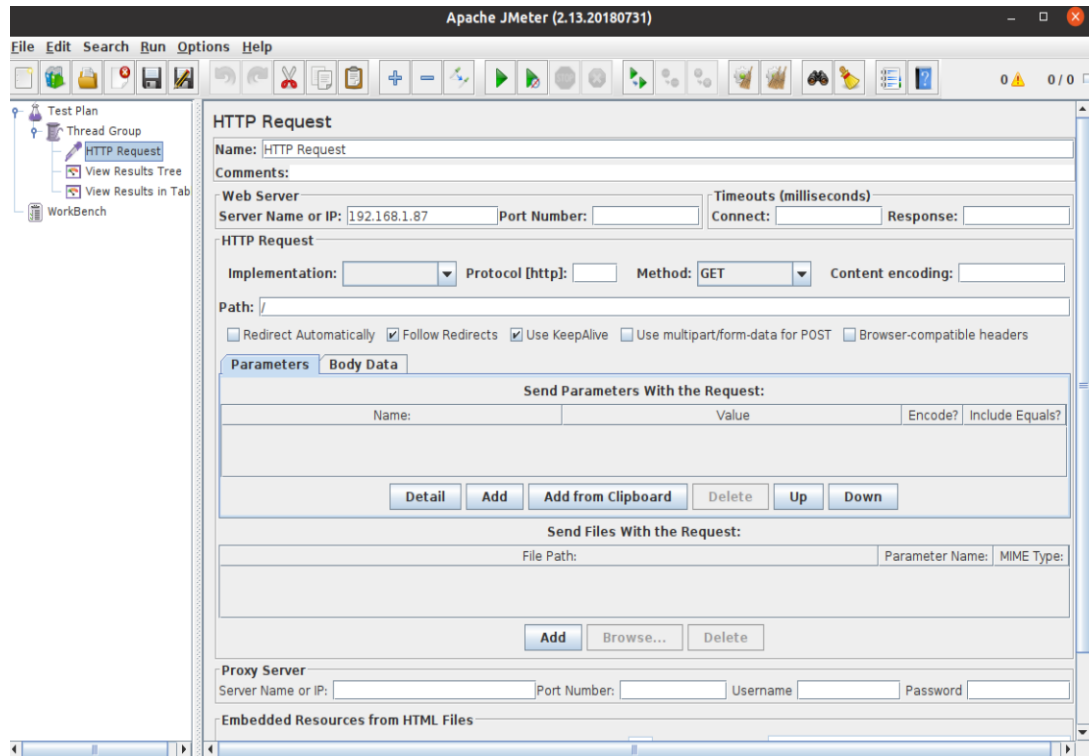 Apache JMeter (2.13.20180731)
File Edit Search Run Options Help
0 0 / 0
Test Plan
Thread Group
HTTP Request
View Results Tree
View Results in Tab
WorkBench
HTTP Request
Name: HTTP Request
Comments:
Web Server
Server Name or IP: 192.168.1.87 Port Number:
Timeouts (milliseconds)
Connect: Response:
HTTP Request
Implementation: Protocol [http]: Method: GET Content encoding:
Path: /
Redirect Automatically Follow Redirects Use KeepAlive Use multipart/form-data for POST Browser-compatible headers
Parameters Body Data
Send Parameters With the Request:
Name: Value Encode? Include Equals?
Detail Add Add from Clipboard Delete Up Down
Send Files With the Request:
File Path: Parameter Name: MIME Type:
Add Browse... Delete
Proxy Server
Server Name or IP: Port Number: Username Password
Embedded Resources from HTML Files